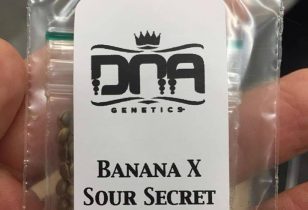 DNA
GENETICS
BANANA X
SOUR SECRET